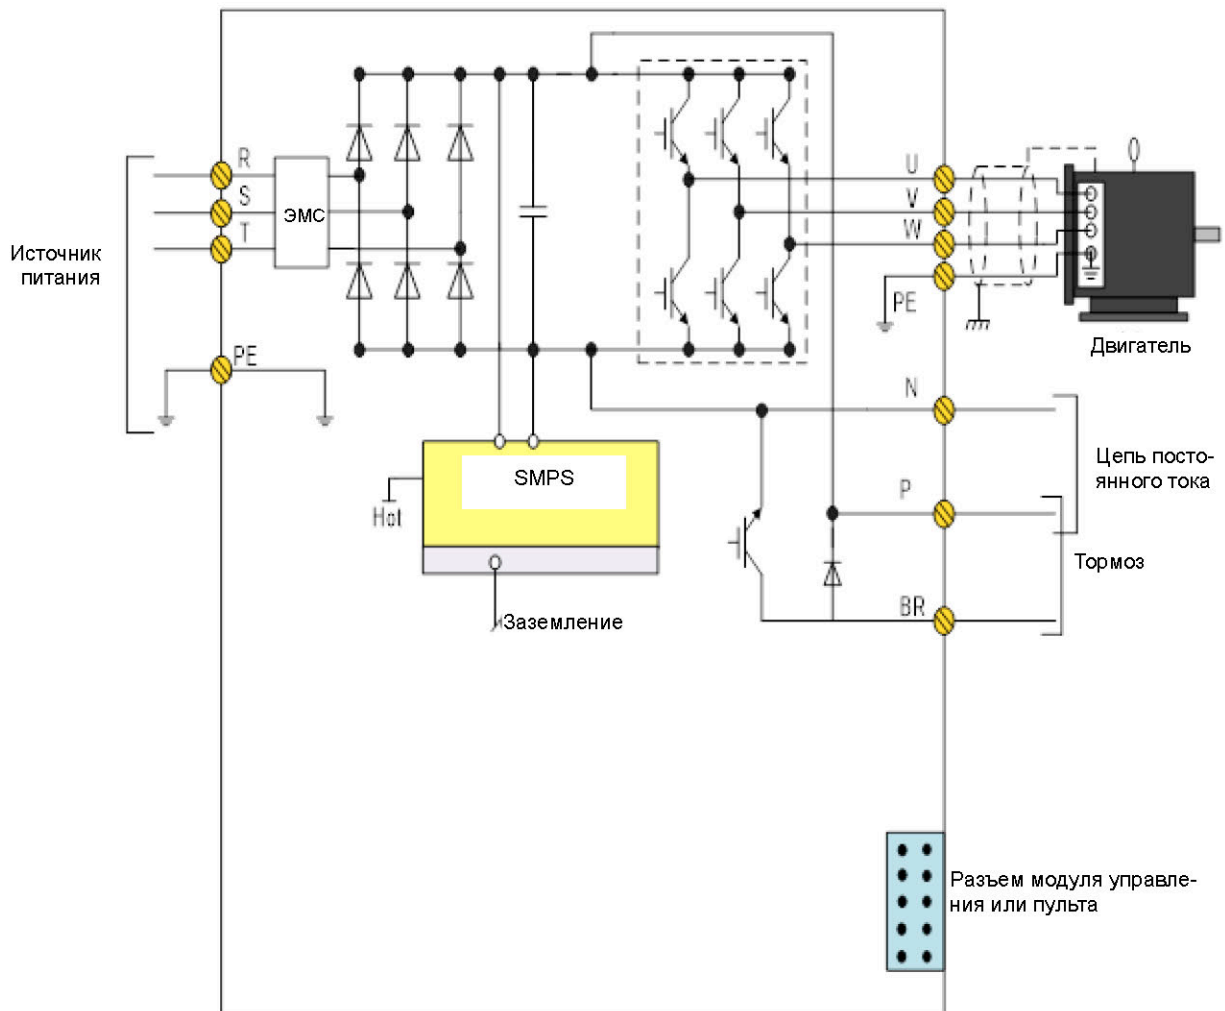 R
S
T
ЭМС
Источник
питания
PE
U
V
W
PE
Двигатель
N
Цепь посто-
янного тока
P
SMPS
Hot
Тормоз
BR
Заземление
Разъем модуля управле-
ния или пульта